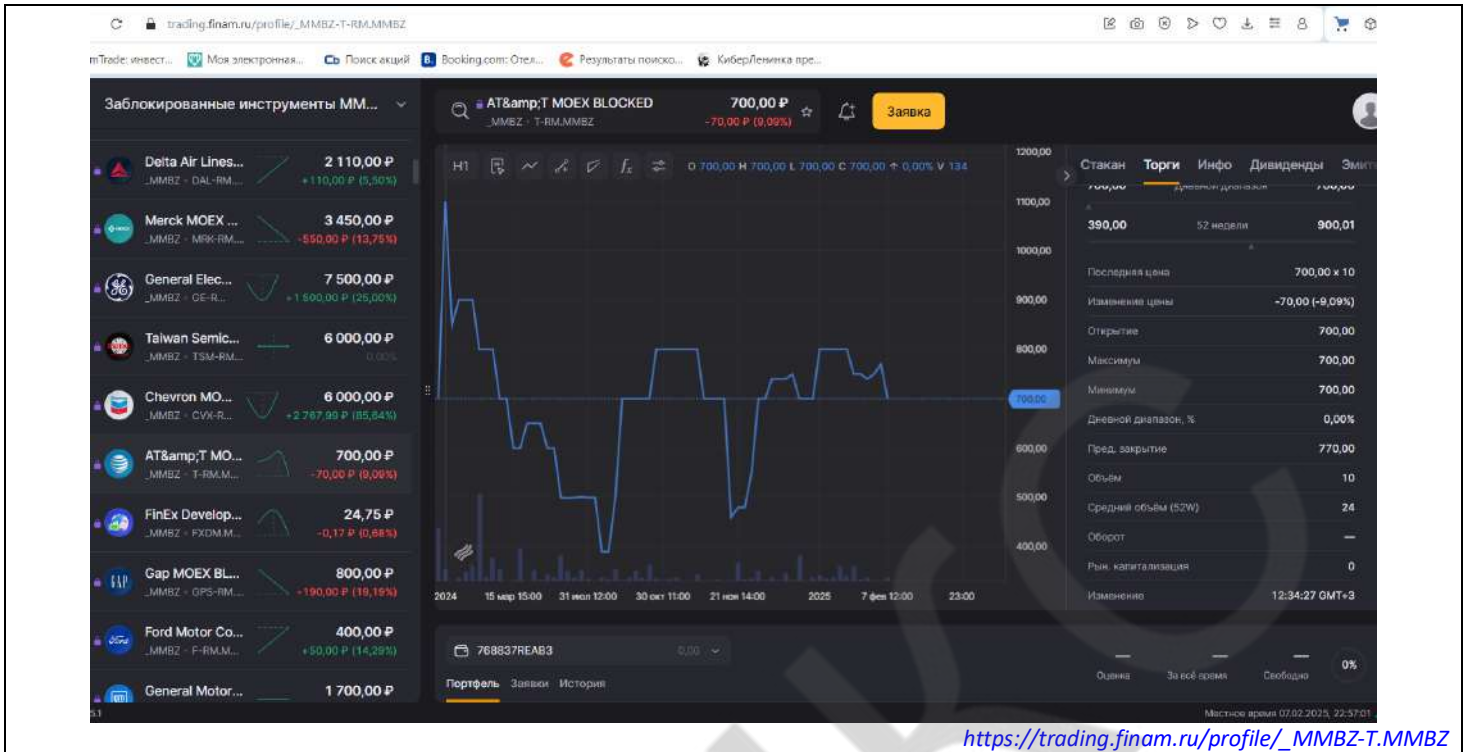 trading.finam.ru/profile/_MMBZ-T-RM.MMBZ
mTrade: инвест...
Моя электронная...
Поиск акций
Booking.com: Отел...
Результаты поиско...
КиберЛенинка пре...
Заблокированные инструменты ММ...
AT&amp;T MOEX BLOCKED 700,00 ₽
_MMBZ · T-RM.MMBZ -70,00 ₽ (9,09%)
Заявка
Delta Air Lines... 2 110,00 ₽
_MMBZ · DAL-RM.... +110,00 ₽ (5,50%)
Merck MOEX ... 3 450,00 ₽
_MMBZ · MRK-RM.... -550,00 ₽ (13,75%)
General Elec... 7 500,00 ₽
_MMBZ · GE-R... +1 500,00 ₽ (25,00%)
Taiwan Semic... 6 000,00 ₽
_MMBZ · TSM-RM.... 0,00%
Chevron MO... 6 000,00 ₽
_MMBZ · CVX-R... +2 767,99 ₽ (85,64%)
AT&amp;T MO... 700,00 ₽
_MMBZ · T-RM.M... -70,00 ₽ (9,09%)
FinEx Develop... 24,75 ₽
_MMBZ · FXDM.M... -0,17 ₽ (0,68%)
Gap MOEX BL... 800,00 ₽
_MMBZ · GPS-RM.... -190,00 ₽ (19,19%)
Ford Motor Co... 400,00 ₽
_MMBZ · F-RM.M... +50,00 ₽ (14,29%)
General Motor... 1 700,00 ₽
H1
O 700,00 H 700,00 L 700,00 C 700,00 0,00% V 134
1200,00
1100,00
1000,00
900,00
800,00
700,00
600,00
500,00
400,00
2024 15 мар 15:00 31 июл 12:00 30 окт 11:00 21 ноя 14:00 2025 7 фев 12:00 23:00
Стакан Торги Инфо Дивиденды Эмит
700,00 Дневной диапазон 700,00
390,00 52 недели 900,01
Последняя цена 700,00 x 10
Изменение цены -70,00 (-9,09%)
Открытие 700,00
Максимум 700,00
Минимум 700,00
Дневной диапазон, % 0,00%
Пред. закрытие 770,00
Объём 10
Средний объём (52W) 24
Оборот —
Рын. капитализация 0
Изменение 12:34:27 GMT+3
768837REAB3 0,00
Портфель Заявки История
— — —
Оценка За всё время Свободно 0%
5.1
Местное время 07.02.2025, 22:57:01
https://trading.finam.ru/profile/_MMBZ-T.MMBZ